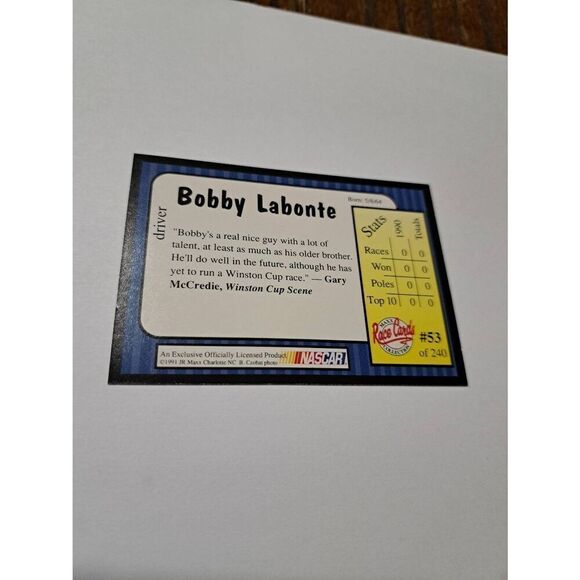 driver
Bobby Labonte
Born: 5/8/64
"Bobby's a real nice guy with a lot of
talent, at least as much as his older brother.
He'll do well in the future, although he has
yet to run a Winston Cup race." — Gary
McCredie, Winston Cup Scene
Stats 1990 Totals
Races 0 0
Won 0 0
Poles 0 0
Top 10 0 0
MAXX
Race Cards
COLLECTION
#53
of 240
An Exclusive Officially Licensed Product
©1991 JR Maxx Charlotte NC B. Czobat photo
NASCAR